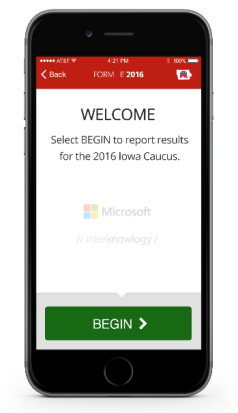 AT&T 4:21 PM 100%
Back FORM E 2016
WELCOME
Select BEGIN to report results
for the 2016 Iowa Caucus.
Microsoft
// interknowlogy /
BEGIN